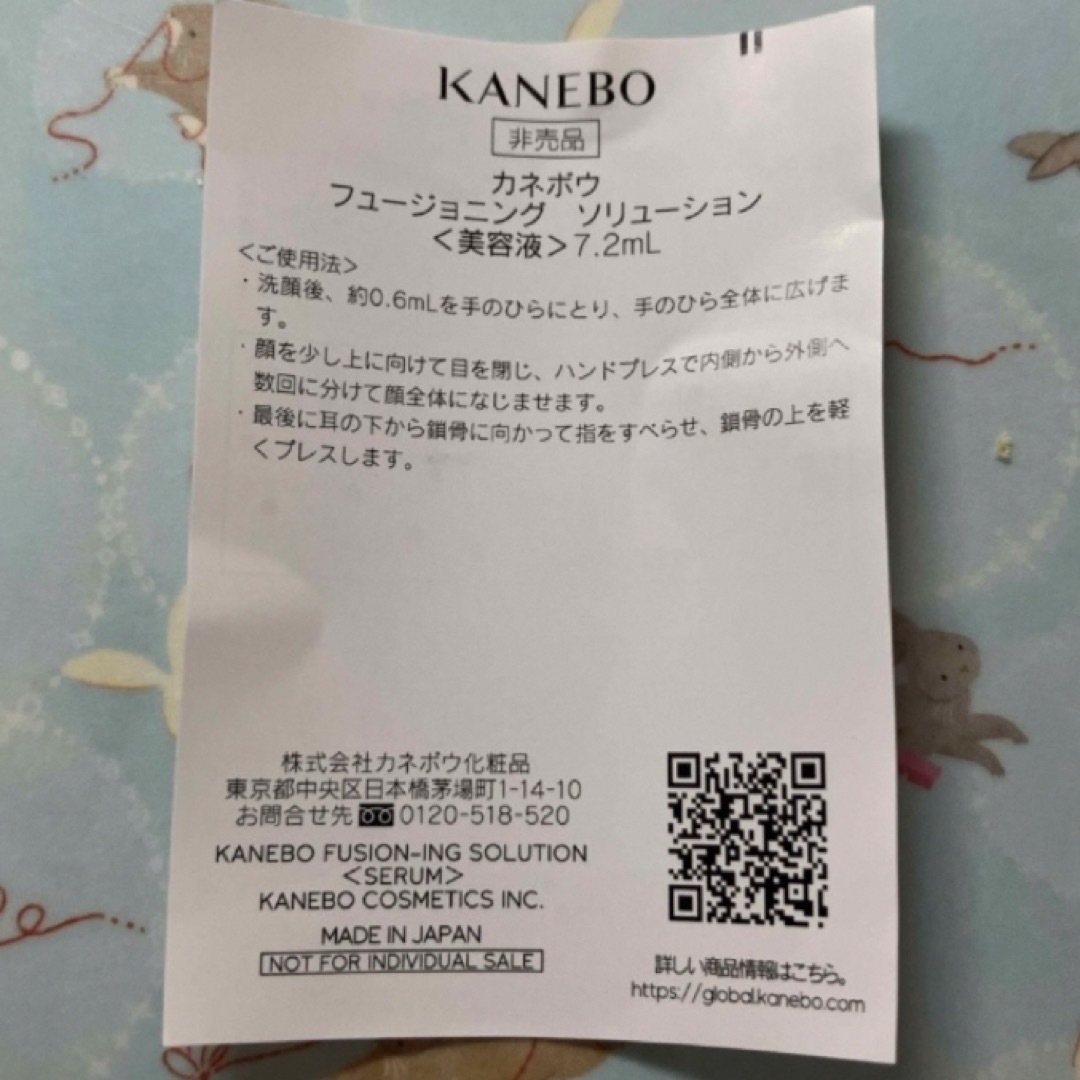 KANEBO
非売品
カネボウ
フュージョニング ソリューション
<美容液>7.2mL
<ご使用法>
・洗顔後、約0.6mLを手のひらにとり、手のひら全体に広げま
す。
・顔を少し上に向けて目を閉じ、ハンドプレスで内側から外側へ
数回に分けて顔全体になじませます。
・最後に耳の下から鎖骨に向かって指をすべらせ、鎖骨の上を軽
くプレスします。
株式会社カネボウ化粧品
東京都中央区日本橋茅場町1-14-10
お問合せ先 0120-518-520
KANEBO FUSION-ING SOLUTION
<SERUM>
KANEBO COSMETICS INC.
MADE IN JAPAN
NOT FOR INDIVIDUAL SALE
詳しい商品情報はこちら。
https://global.kanebo.com